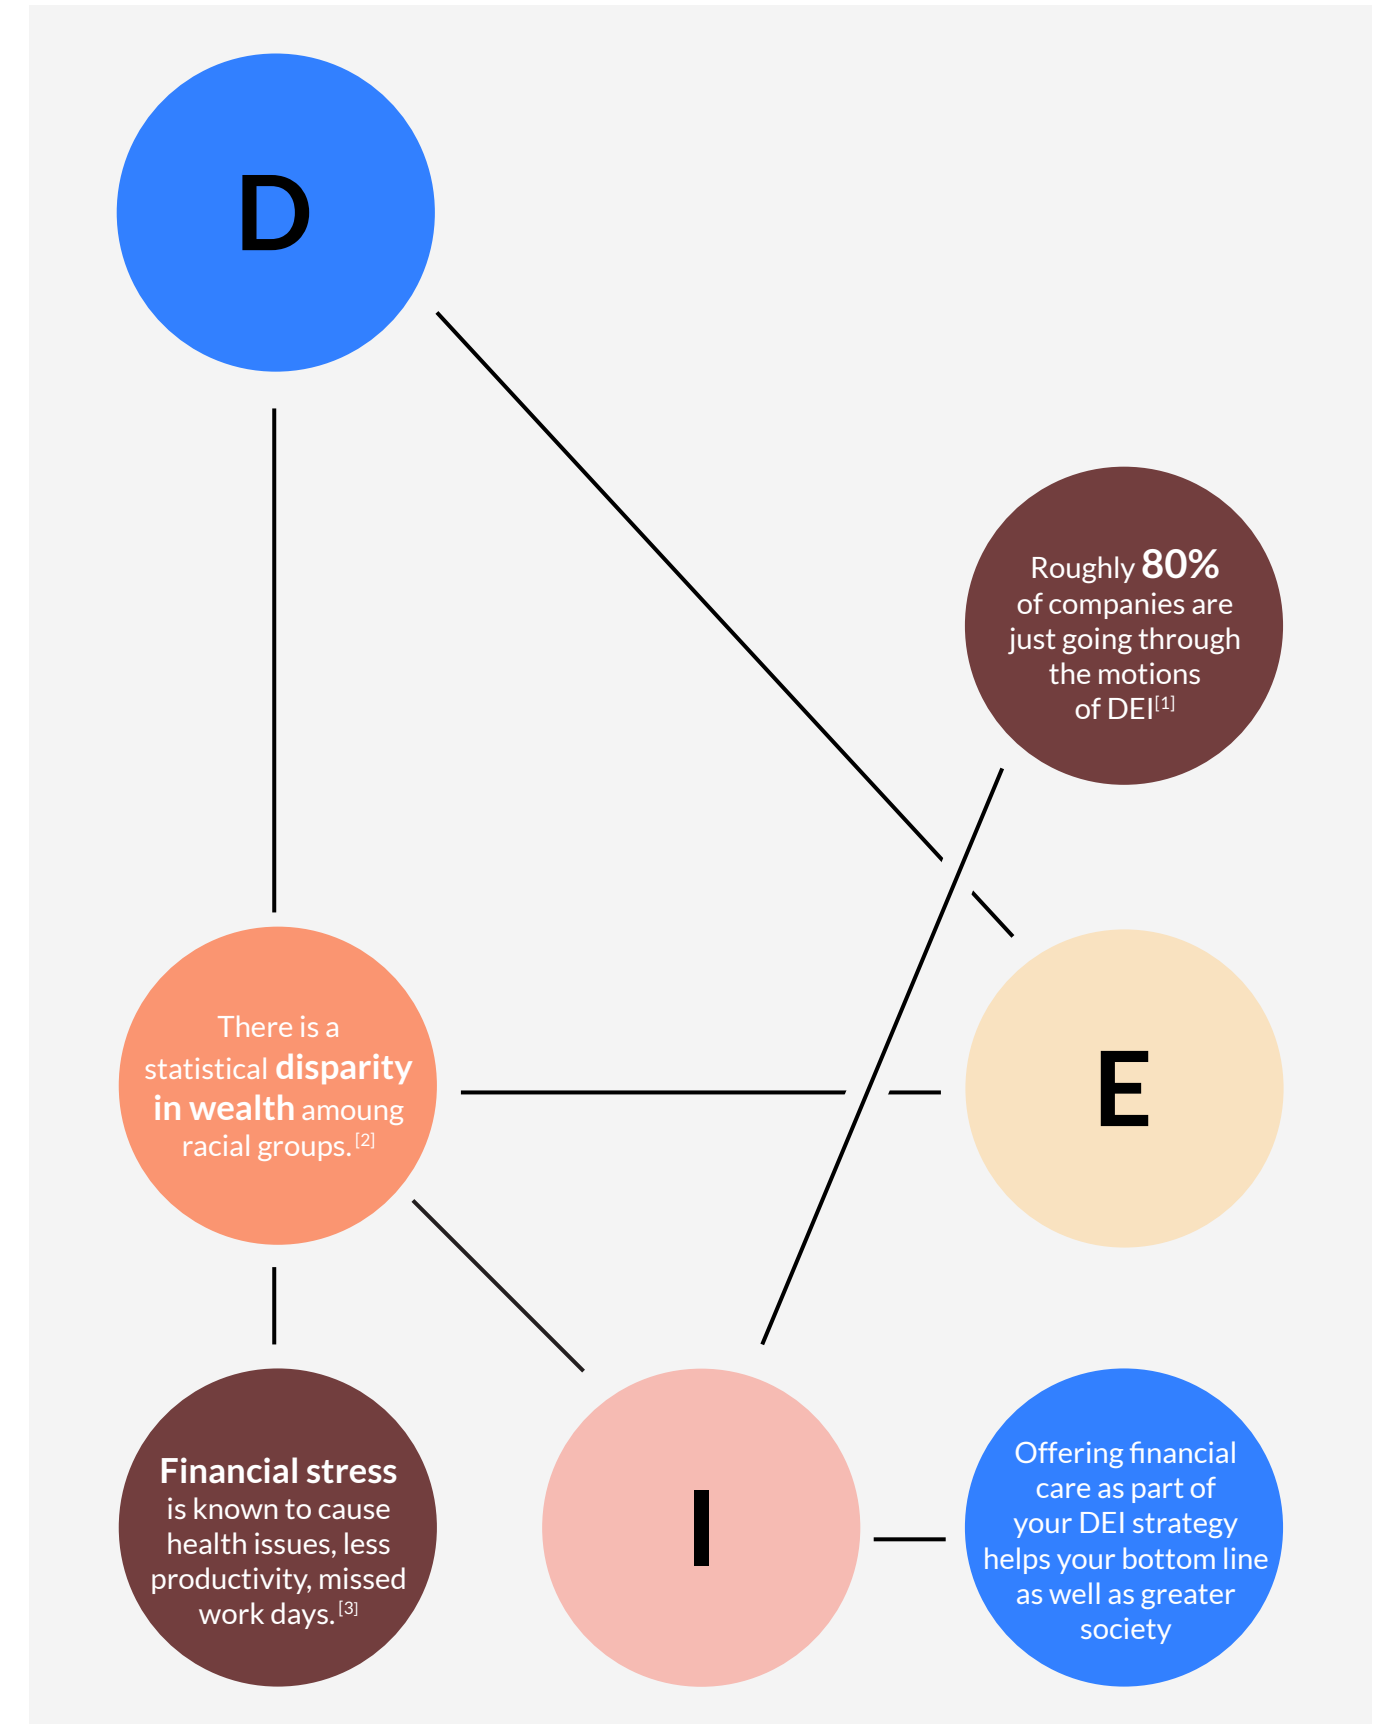 D
Roughly 80%
of companies are
just going through
the motions
of DEI[1]
There is a
statistical disparity
in wealth amoung
racial groups. [2]
E
Financial stress
is known to cause
health issues, less
productivity, missed
work days. [3]
I
Offering financial
care as part of
your DEI strategy
helps your bottom line
as well as greater
society